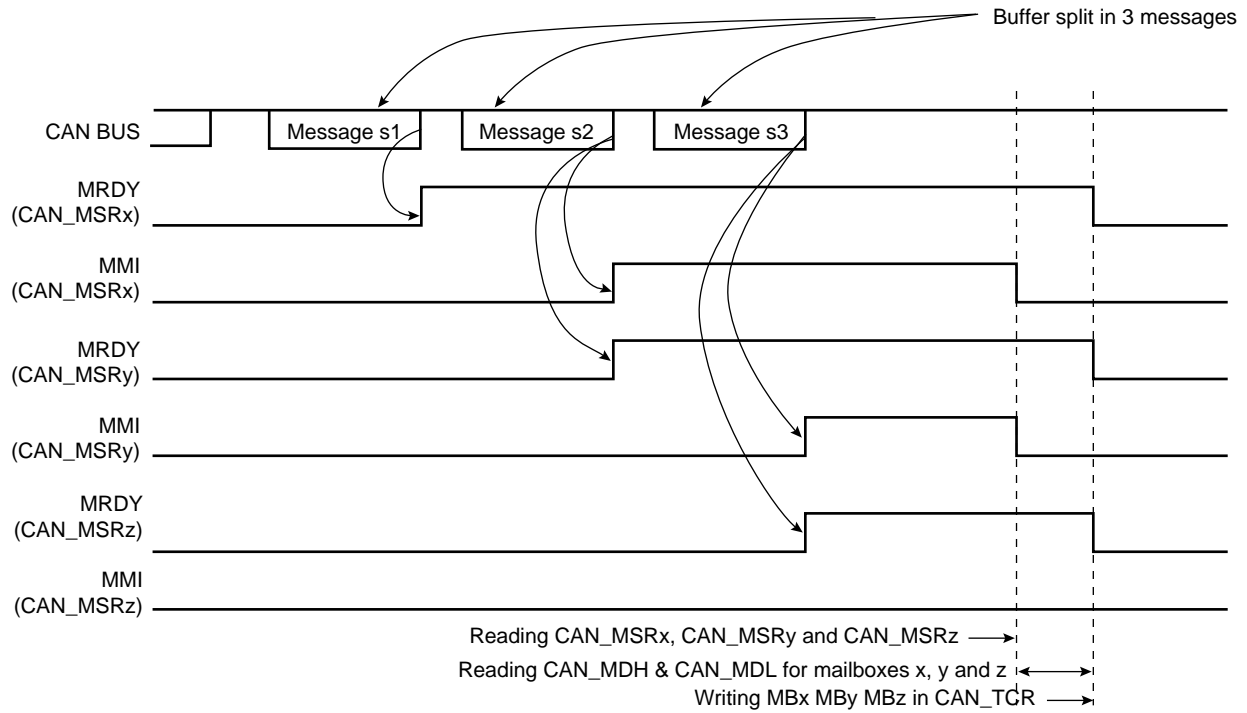 Buffer split in 3 messages
CAN BUS
Message s1
Message s2
Message s3
MRDY
(CAN_MSRx)
MMI
(CAN_MSRx)
MRDY
(CAN_MSRy)
MMI
(CAN_MSRy)
MRDY
(CAN_MSRz)
MMI
(CAN_MSRz)
Reading CAN_MSRx, CAN_MSRy and CAN_MSRz
Reading CAN_MDH & CAN_MDL for mailboxes x, y and z
Writing MBx MBy MBz in CAN_TCR